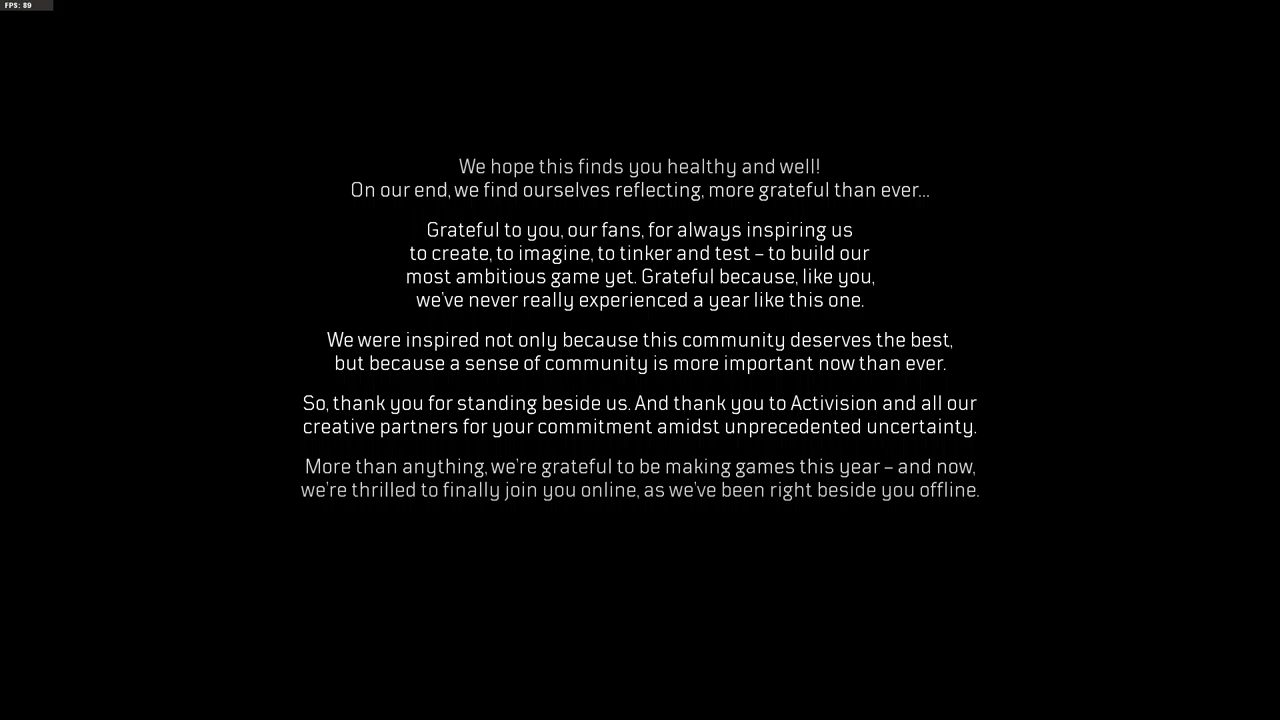 FPS: 89
We hope this finds you healthy and well!
On our end, we find ourselves reflecting, more grateful than ever...
Grateful to you, our fans, for always inspiring us
to create, to imagine, to tinker and test – to build our
most ambitious game yet. Grateful because, like you,
we've never really experienced a year like this one.
We were inspired not only because this community deserves the best,
but because a sense of community is more important now than ever.
So, thank you for standing beside us. And thank you to Activision and all our
creative partners for your commitment amidst unprecedented uncertainty.
More than anything, we're grateful to be making games this year – and now,
we're thrilled to finally join you online, as we've been right beside you offline.